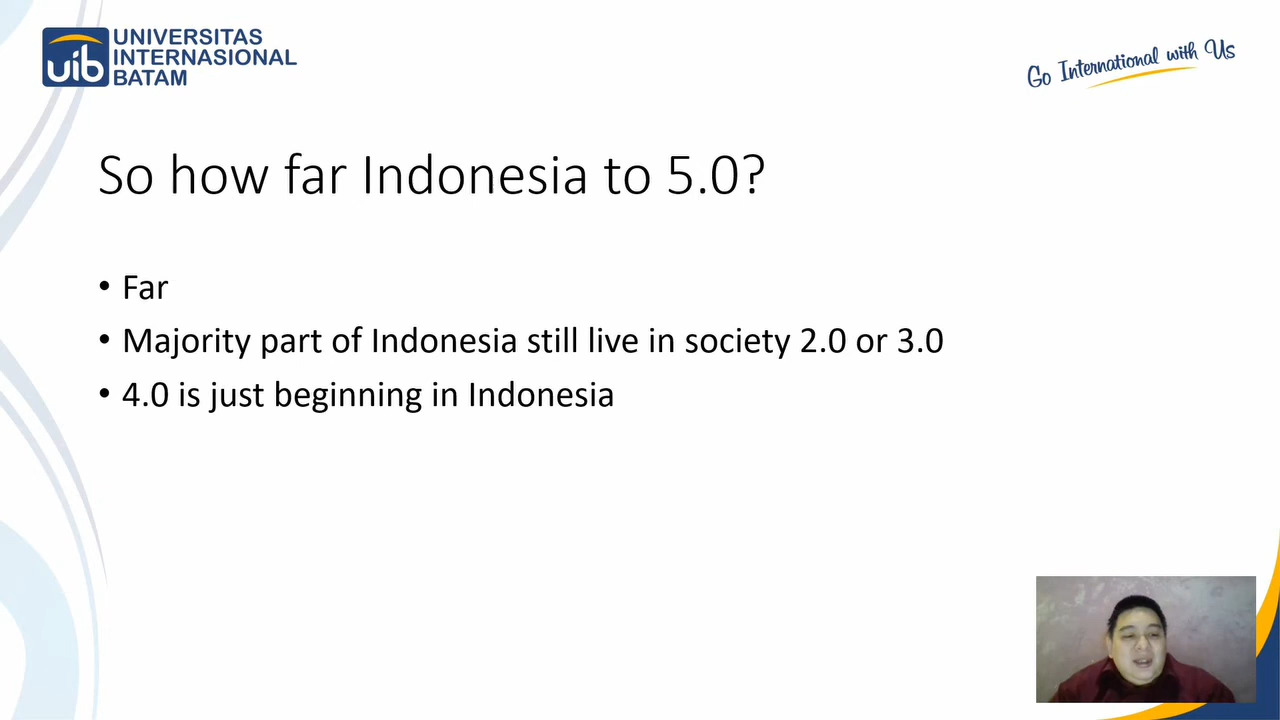 uib
UNIVERSITAS
INTERNASIONAL
BATAM
Go International with Us
So how far Indonesia to 5.0?
• Far
• Majority part of Indonesia still live in society 2.0 or 3.0
• 4.0 is just beginning in Indonesia